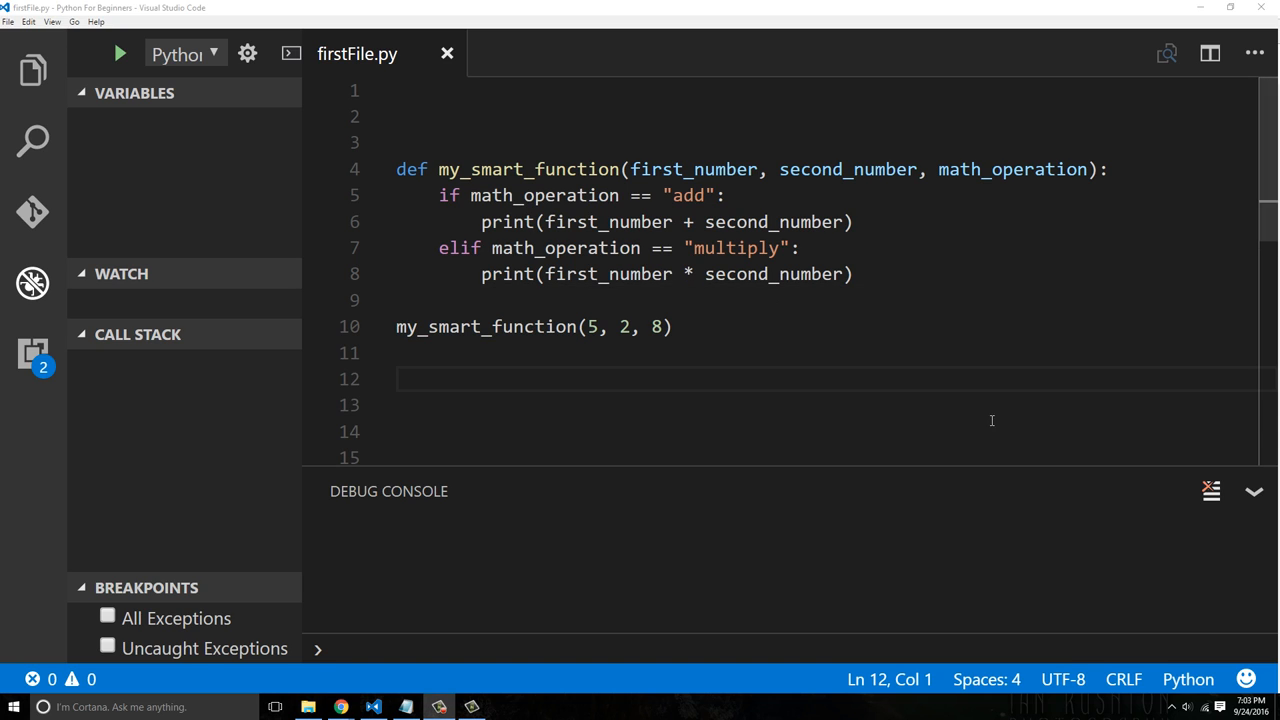 firstFile.py - Python For Beginners - Visual Studio Code
File Edit View Go Help
firstFile.py
VARIABLES
1
2
3
4 def my_smart_function(first_number, second_number, math_operation):
5 if math_operation == "add":
6 print(first_number + second_number)
7 elif math_operation == "multiply":
8 print(first_number * second_number)
9
10 my_smart_function(5, 2, 8)
11
12
13
14
15
WATCH
CALL STACK
2
DEBUG CONSOLE
BREAKPOINTS
All Exceptions
Uncaught Exceptions
0 0 Ln 12, Col 1 Spaces: 4 UTF-8 CRLF Python
I'm Cortana. Ask me anything.
7:03 PM
9/24/2016